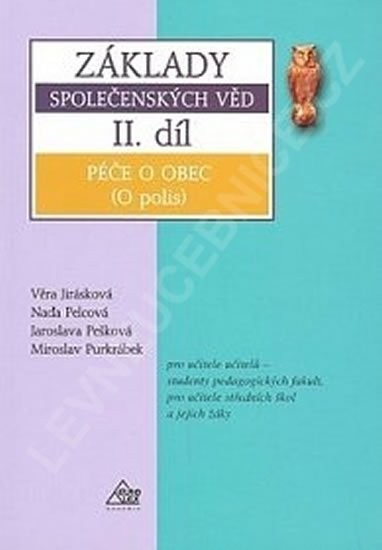 ZÁKLADY
SPOLEČENSKÝCH VĚD
II. díl
PÉČE O OBEC
(O polis)
Věra Jirásková
Naďa Pelcová
Jaroslava Pešková
Miroslav Purkrábek
pro učitele učitelů –
studenty pedagogických fakult,
pro učitele středních škol
a jejich žáky
LEVNEUCEBNICE.CZ